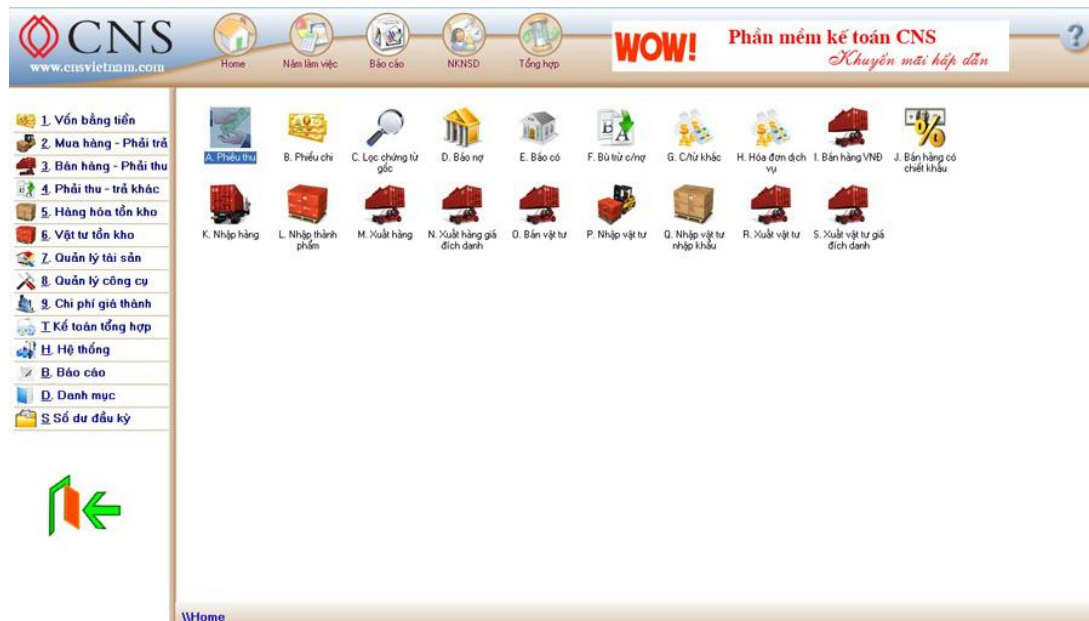 CNS
www.cnsvietnam.com
Home
Năm làm việc
Báo cáo
NKNSD
Tổng hợp
WOW!
Phần mềm kế toán CNS
Khuyến mãi hấp dẫn
?
1. Vốn bằng tiền
2. Mua hàng - Phải trả
3. Bán hàng - Phải thu
4. Phải thu - trả khác
5. Hàng hóa tồn kho
6. Vật tư tồn kho
7. Quản lý tài sản
8. Quản lý công cụ
9. Chi phí giá thành
T Kế toán tổng hợp
H. Hệ thống
B. Báo cáo
D. Danh mục
S Số dư đầu kỳ
A. Phiếu thu
B. Phiếu chi
C. Lọc chứng từ
gốc
D. Báo nợ
E. Báo có
F. Bù trừ c/nợ
G. C/từ khác
H. Hóa đơn dịch
vụ
I. Bán hàng VNĐ
J. Bán hàng có
chiết khấu
K. Nhập hàng
L. Nhập thành
phẩm
M. Xuất hàng
N. Xuất hàng giá
đích danh
O. Bán vật tư
P. Nhập vật tư
Q. Nhập vật tư
nhập khẩu
R. Xuất vật tư
S. Xuất vật tư giá
đích danh
\\Home